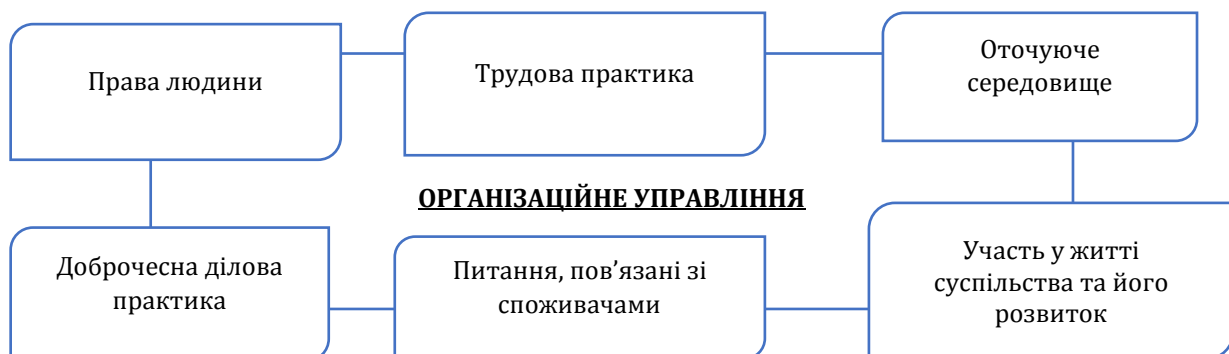 Права людини
Трудова практика
Оточуюче
середовище
ОРГАНІЗАЦІЙНЕ УПРАВЛІННЯ
Доброчесна ділова
практика
Питання, пов’язані зі
споживачами
Участь у житті
суспільства та його
розвиток